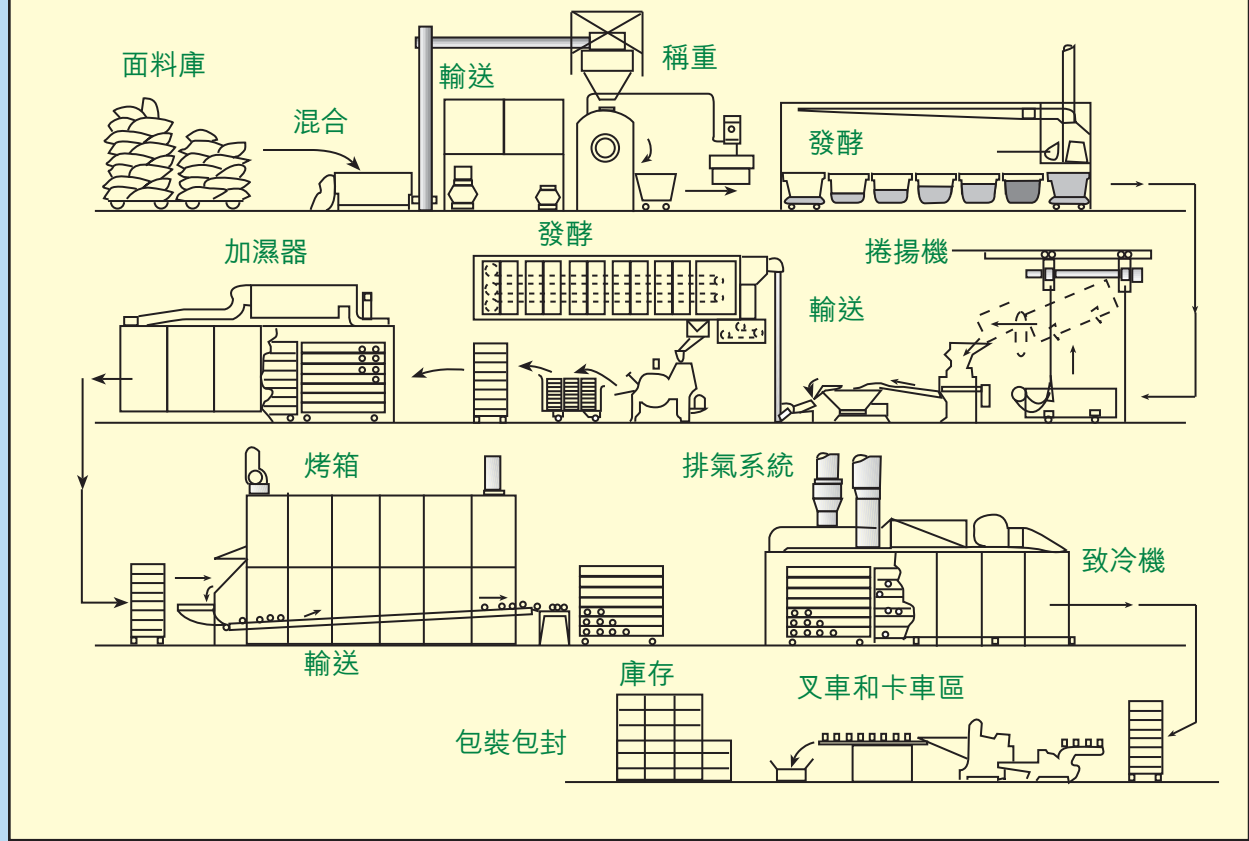 面料庫
混合
輸送
稱重
發酵
加濕器
發酵
輸送
捲揚機
烤箱
輸送
排氣系統
致冷機
庫存
包裝包封
叉車和卡車區